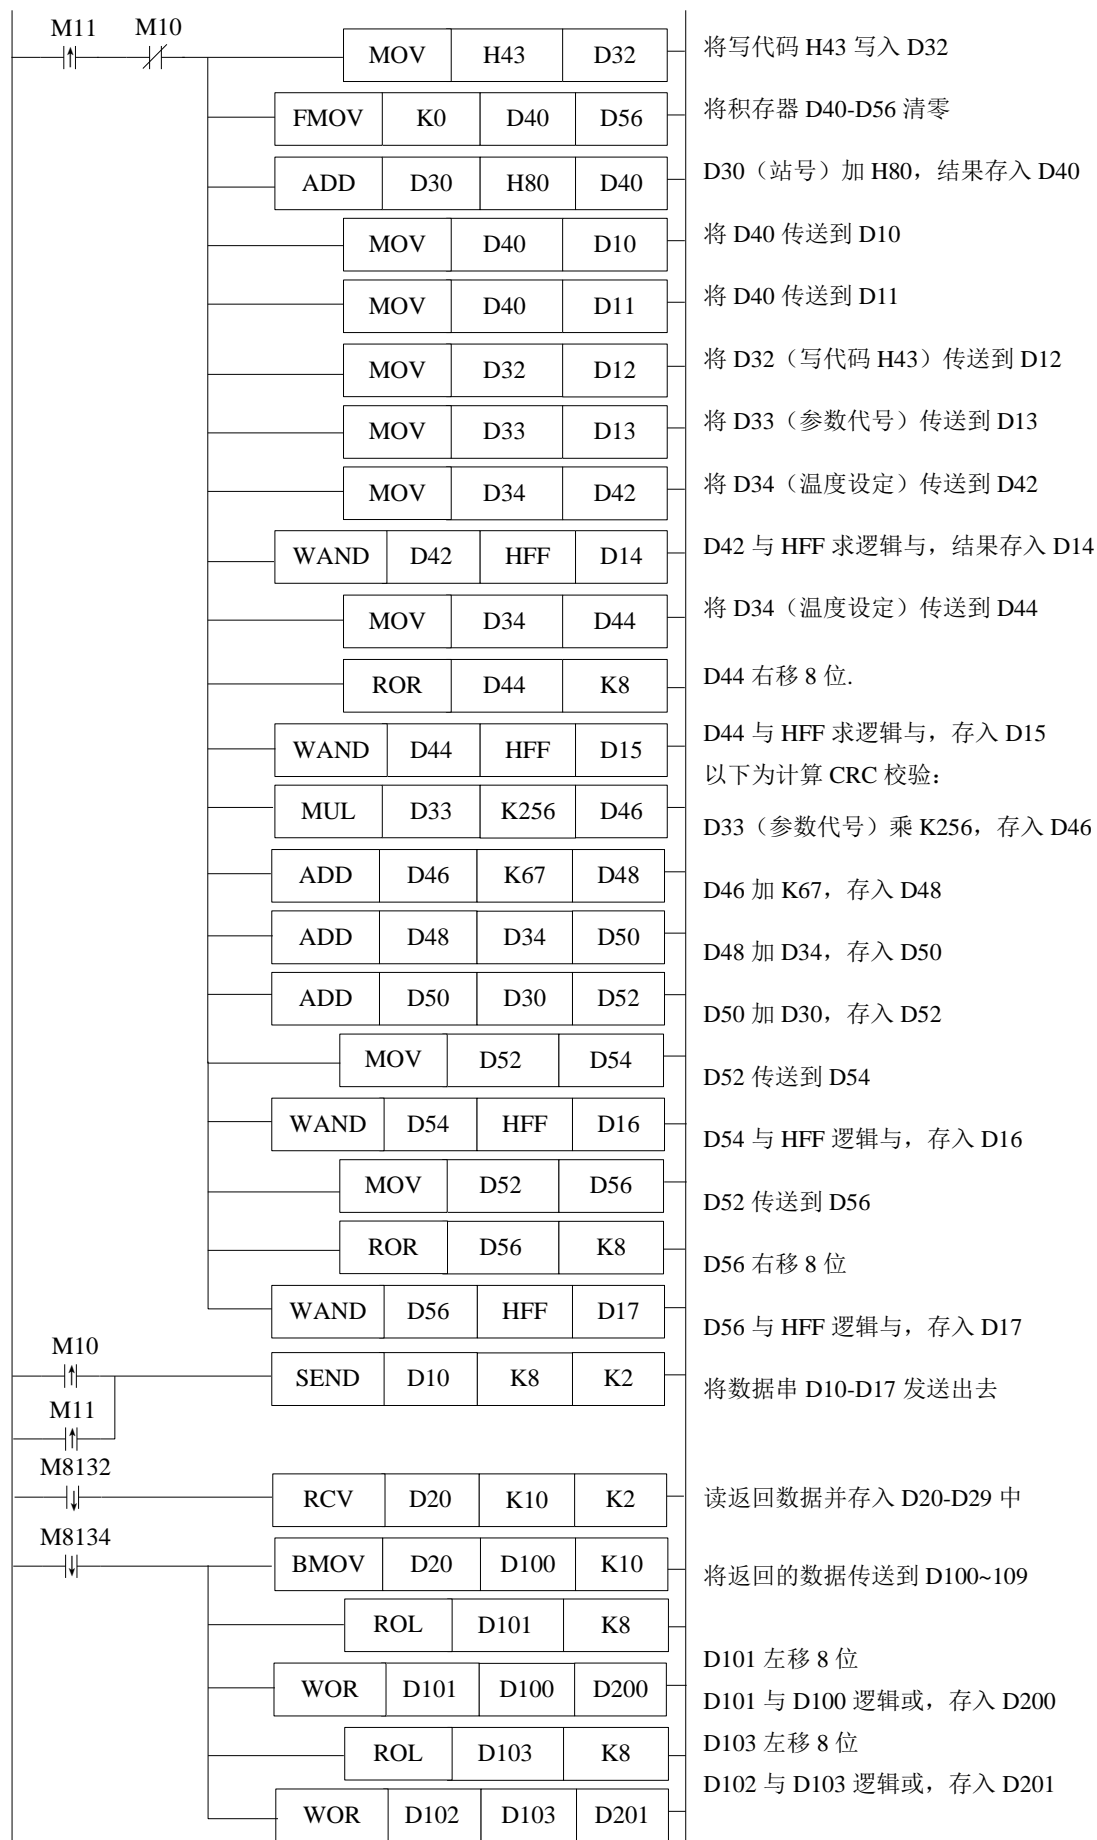 M11 M10
MOV H43 D32 将写代码 H43 写入 D32
FMOV K0 D40 D56 将积存器 D40-D56 清零
ADD D30 H80 D40 D30（站号）加 H80，结果存入 D40
MOV D40 D10 将 D40 传送到 D10
MOV D40 D11 将 D40 传送到 D11
MOV D32 D12 将 D32（写代码 H43）传送到 D12
MOV D33 D13 将 D33（参数代号）传送到 D13
MOV D34 D42 将 D34（温度设定）传送到 D42
WAND D42 HFF D14 D42 与 HFF 求逻辑与，结果存入 D14
MOV D34 D44 将 D34（温度设定）传送到 D44
ROR D44 K8 D44 右移 8 位.
WAND D44 HFF D15 D44 与 HFF 求逻辑与，存入 D15
以下为计算 CRC 校验：
MUL D33 K256 D46 D33（参数代号）乘 K256，存入 D46
ADD D46 K67 D48 D46 加 K67，存入 D48
ADD D48 D34 D50 D48 加 D34，存入 D50
ADD D50 D30 D52 D50 加 D30，存入 D52
MOV D52 D54 D52 传送到 D54
WAND D54 HFF D16 D54 与 HFF 逻辑与，存入 D16
MOV D52 D56 D52 传送到 D56
ROR D56 K8 D56 右移 8 位
WAND D56 HFF D17 D56 与 HFF 逻辑与，存入 D17
M10
SEND D10 K8 K2 将数据串 D10-D17 发送出去
M11
M8132
RCV D20 K10 K2 读返回数据并存入 D20-D29 中
M8134
BMOV D20 D100 K10 将返回的数据传送到 D100~109
ROL D101 K8 D101 左移 8 位
WOR D101 D100 D200 D101 与 D100 逻辑或，存入 D200
ROL D103 K8 D103 左移 8 位
WOR D102 D103 D201 D102 与 D103 逻辑或，存入 D201